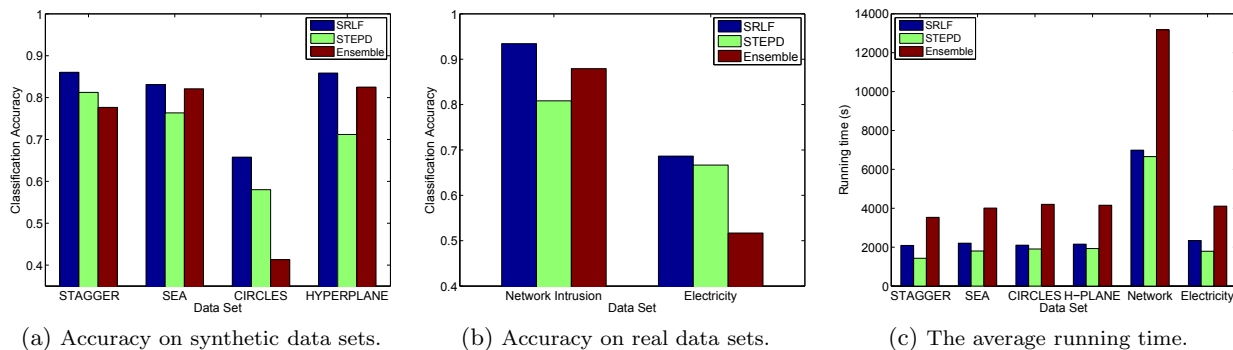 1
0.9
0.8
0.7
0.6
0.5
0.4
Classification Accuracy
SRLF
STEPD
Ensemble
STAGGER SEA CIRCLES HYPERPLANE
Data Set
(a) Accuracy on synthetic data sets.
1
0.9
0.8
0.7
0.6
0.5
0.4
Classification Accuracy
SRLF
STEPD
Ensemble
Network Intrusion Electricity
Data Set
(b) Accuracy on real data sets.
14000
12000
10000
8000
6000
4000
2000
0
Running time (s)
SRLF
STEPD
Ensemble
STAGGER SEA CIRCLES H-PLANE Network Electricity
Data Set
(c) The average running time.